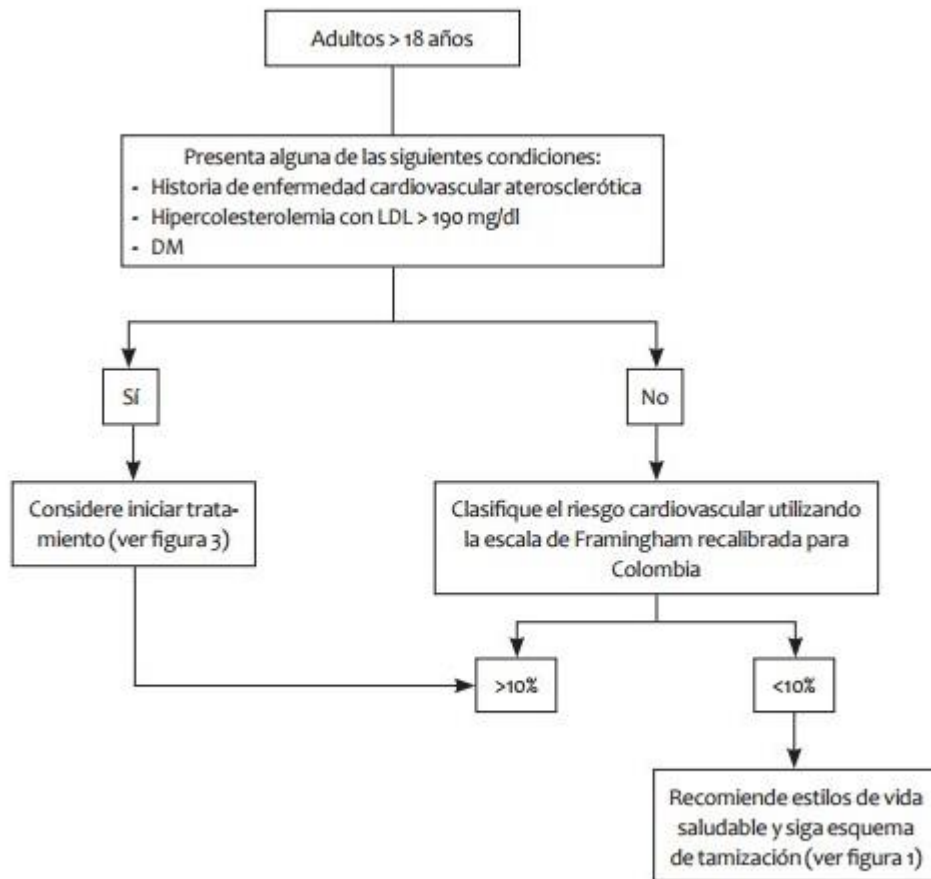 Adultos > 18 años
Presenta alguna de las siguientes condiciones:
- Historia de enfermedad cardiovascular aterosclerótica
- Hipercolesterolemia con LDL > 190 mg/dl
- DM
Sí
No
Considere iniciar trata-
miento (ver figura 3)
Clasifique el riesgo cardiovascular utilizando
la escala de Framingham recalibrada para
Colombia
>10%
<10%
Recomiende estilos de vida
saludable y siga esquema
de tamización (ver figura 1)